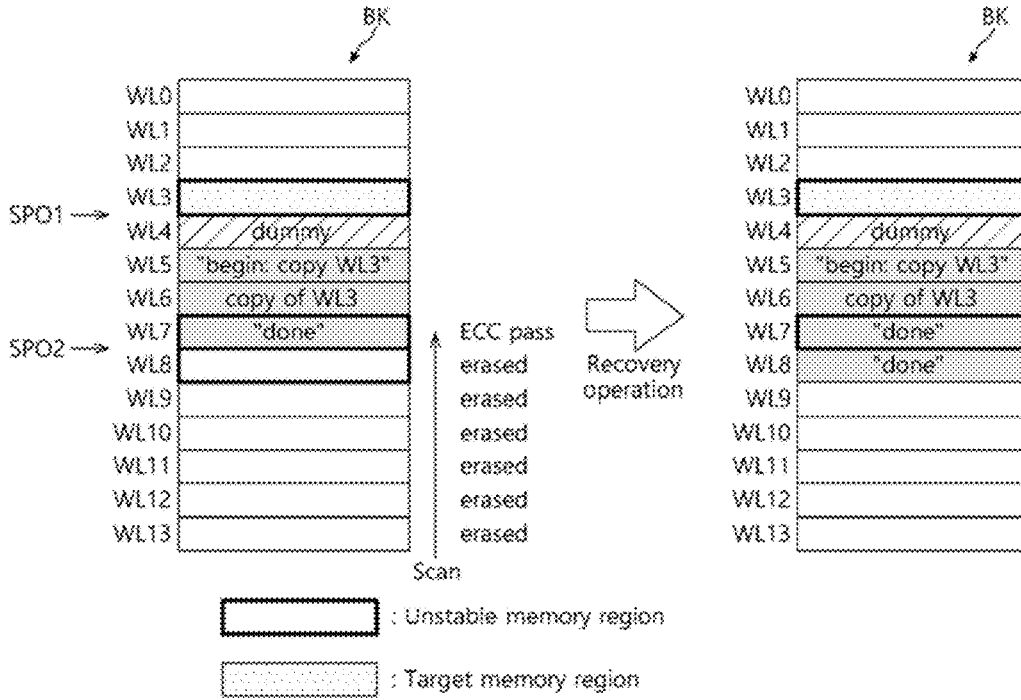 BK
WL0
WL1
WL2
WL3
SPO1
WL4 dummy
WL5 "begin: copy WL3"
WL6 copy of WL3
WL7 "done" ECC pass
SPO2
WL8 erased
WL9 erased
WL10 erased
WL11 erased
WL12 erased
WL13 erased
Scan
Recovery
operation
BK
WL0
WL1
WL2
WL3
WL4 dummy
WL5 "begin: copy WL3"
WL6 copy of WL3
WL7 "done"
WL8 "done"
WL9
WL10
WL11
WL12
WL13
: Unstable memory region
: Target memory region